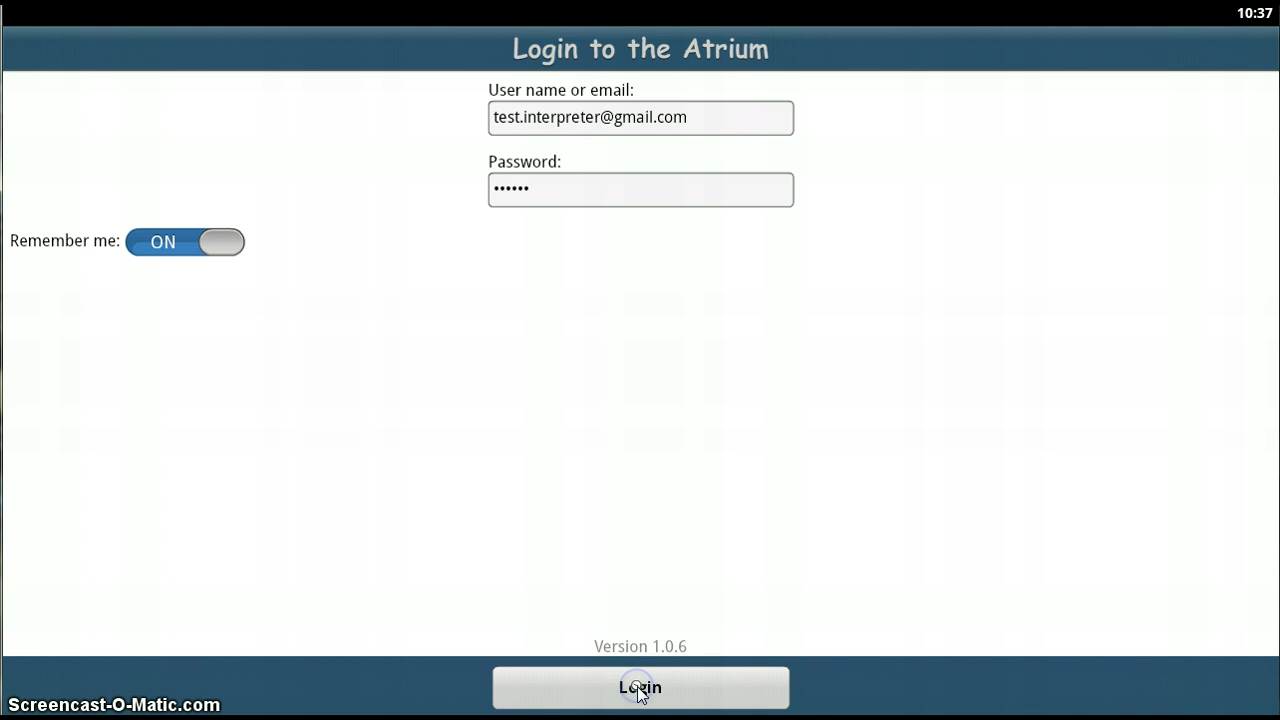 10:37
Login to the Atrium
User name or email:
test.interpreter@gmail.com
Password:
••••••
Remember me: ON
Version 1.0.6
Login
Screencast-O-Matic.com